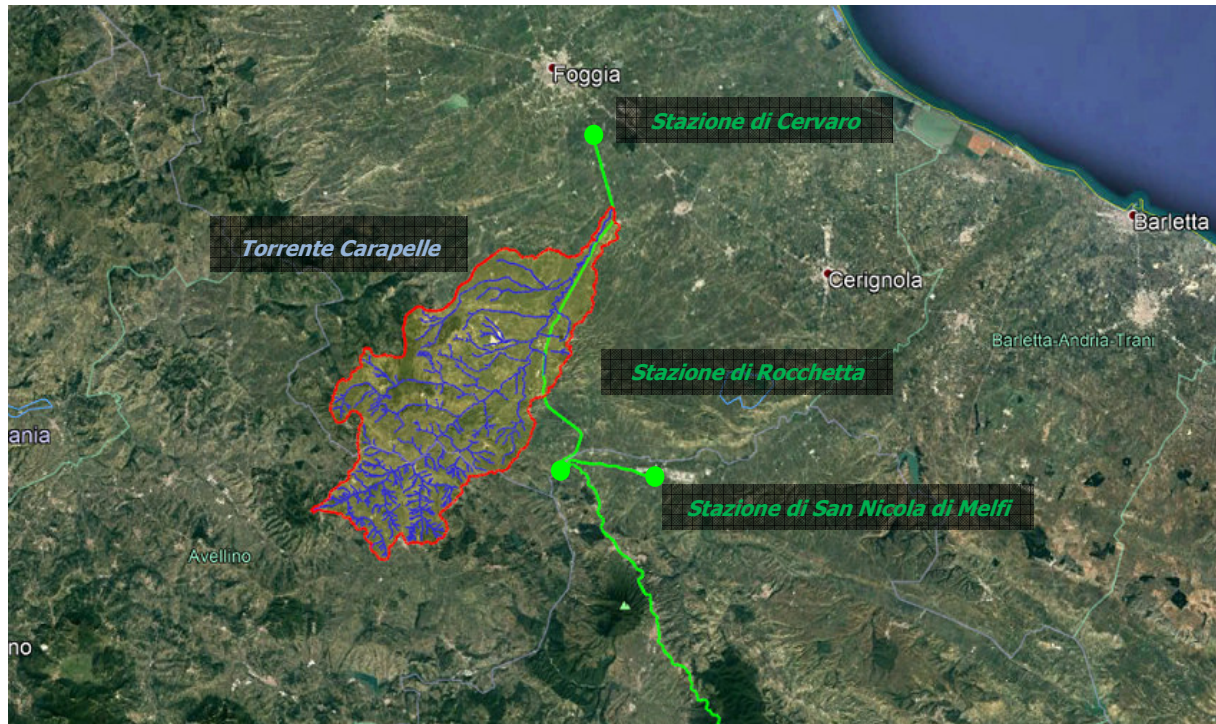 Foggia
Stazione di Cervaro
Torrente Carapelle
Barletta
Cerignola
Barletta-Andria-Trani
Stazione di Rocchetta
ania
Stazione di San Nicola di Melfi
Avellino
no